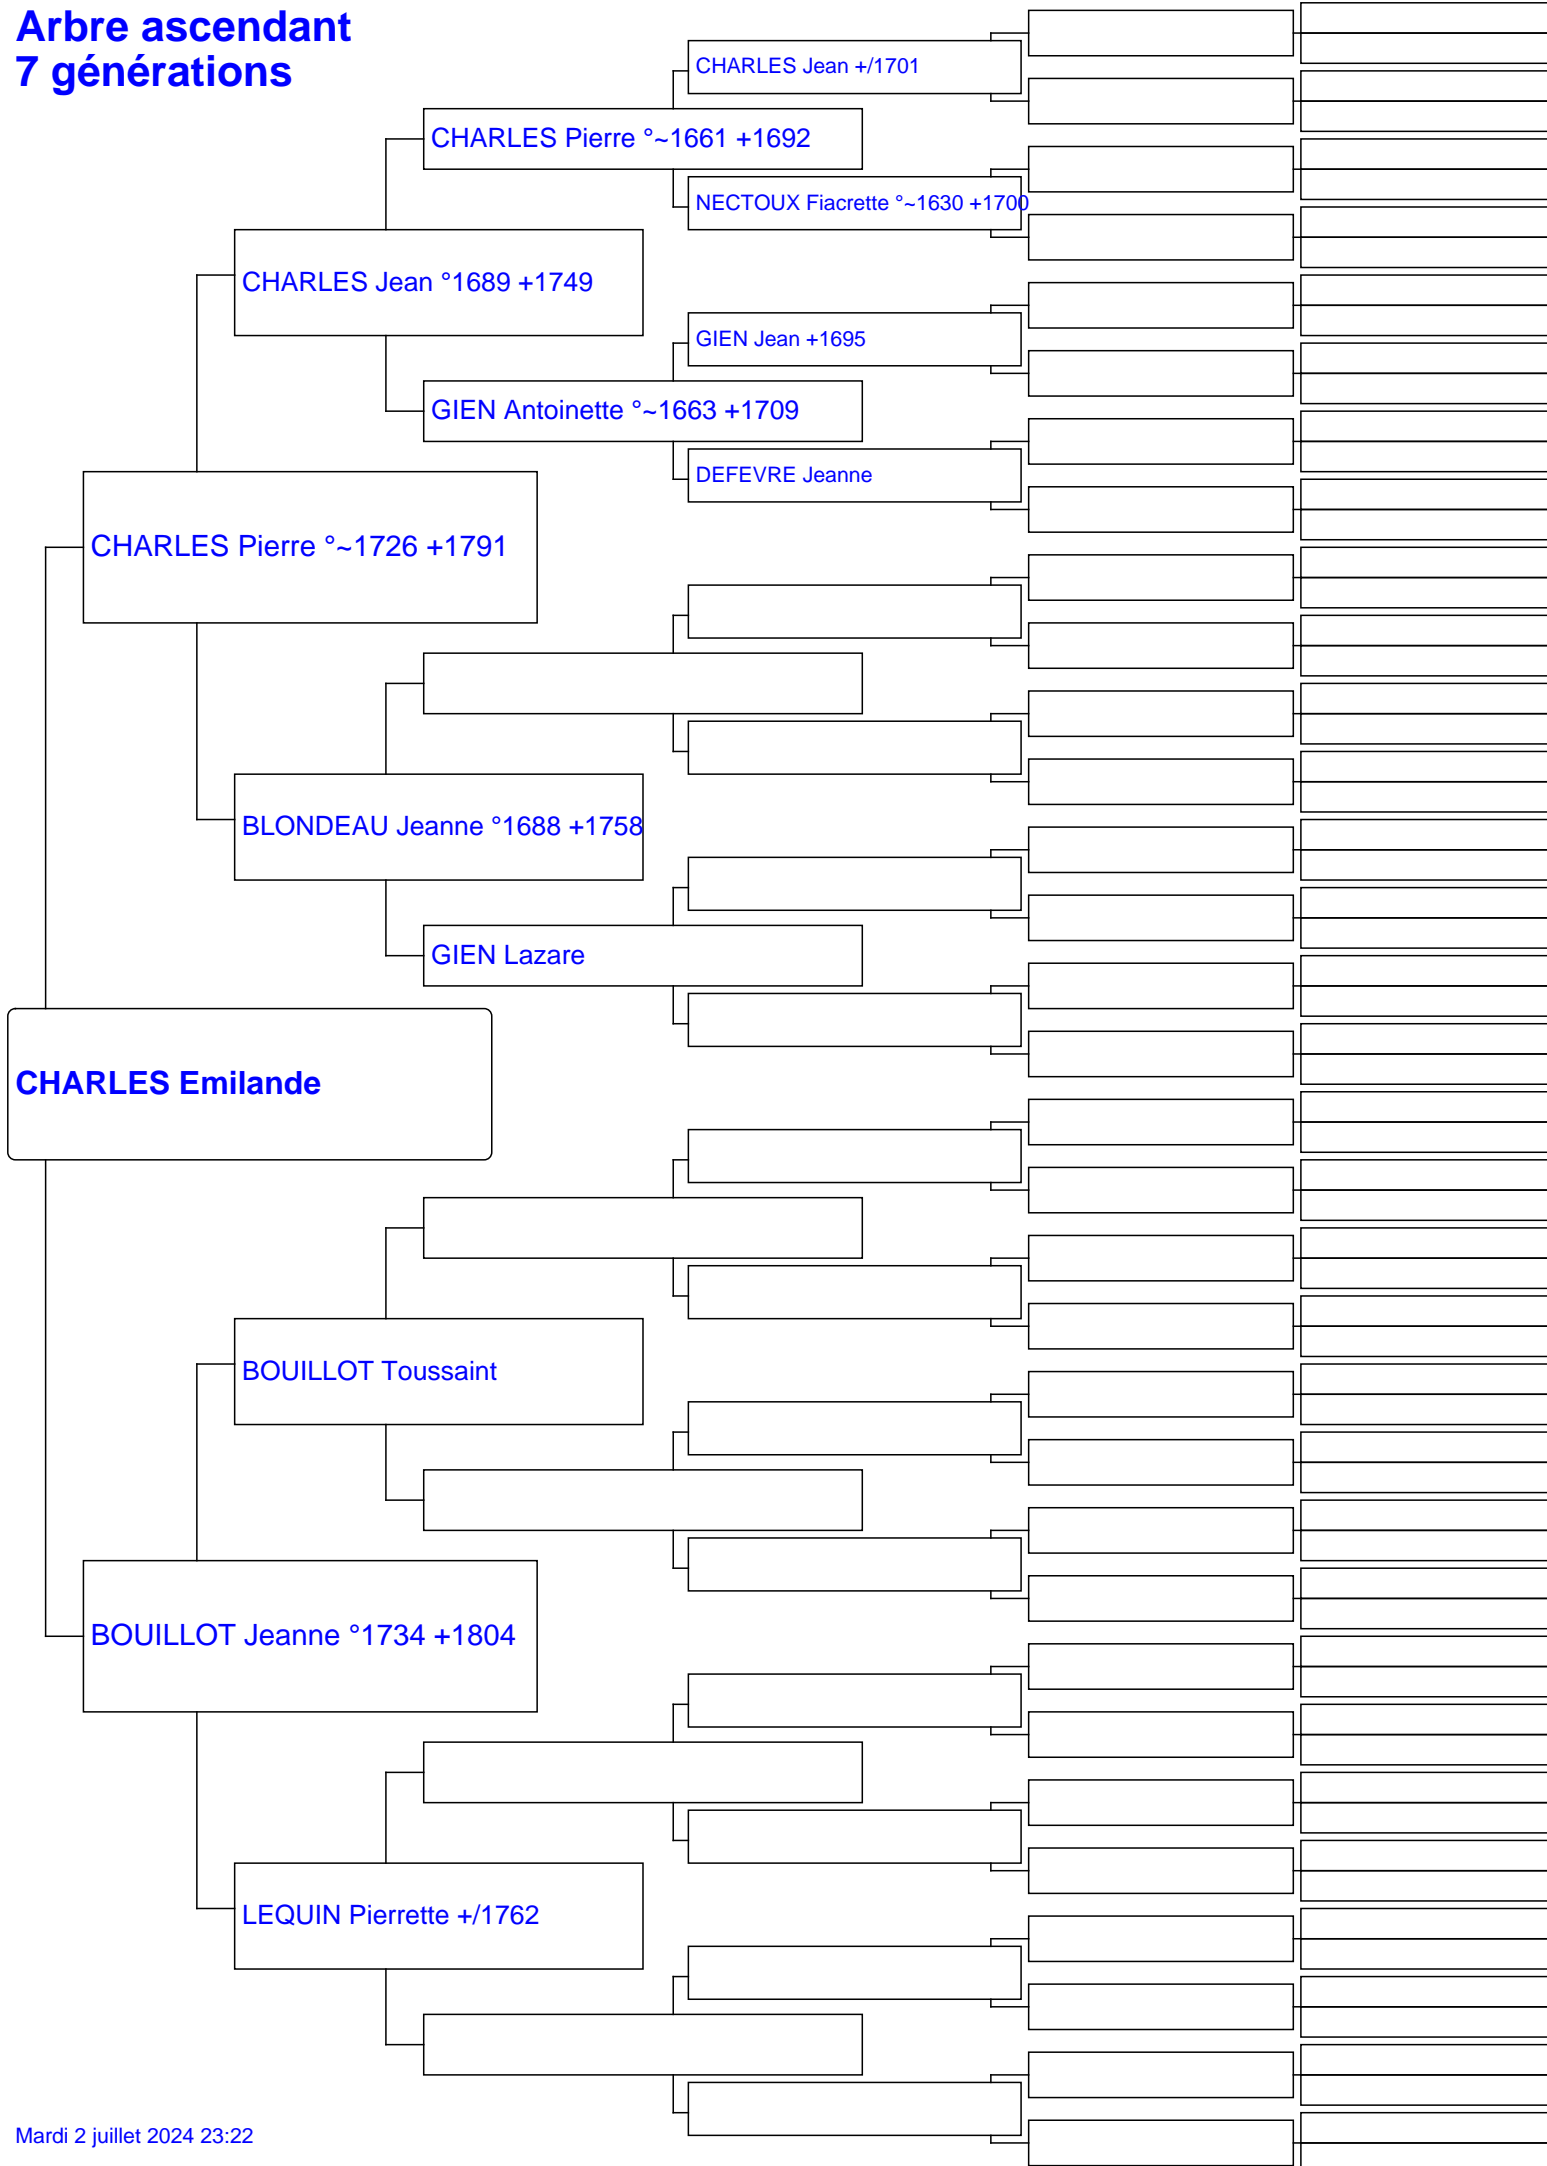 Arbre ascendant
7 générations
CHARLES Jean +/1701
CHARLES Pierre °~1661 +1692
NECTOUX Fiacrette °~1630 +1700
CHARLES Jean °1689 +1749
GIEN Jean +1695
GIEN Antoinette °~1663 +1709
DEFEVRE Jeanne
CHARLES Pierre °~1726 +1791
BLONDEAU Jeanne °1688 +1758
GIEN Lazare
CHARLES Emilande
BOUILLOT Toussaint
BOUILLOT Jeanne °1734 +1804
LEQUIN Pierrette +/1762
Mardi 2 juillet 2024 23:22